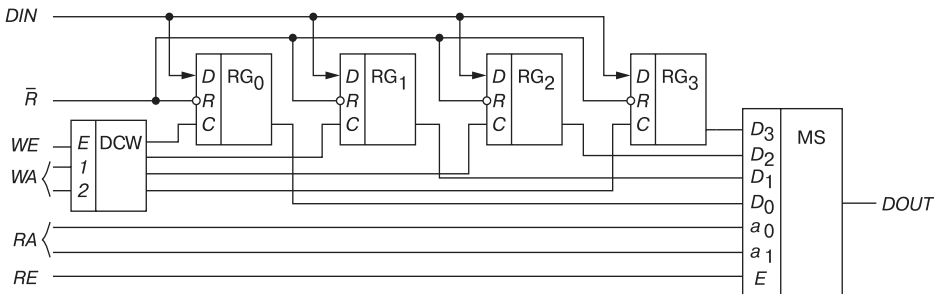 DIN
D RG0
R
C
D RG1
R
C
D RG2
R
C
D RG3
R
C
R̄
WE
WA
E DCW
1
2
RA
RE
D3 MS
D2
D1
D0
a0
a1
E
DOUT